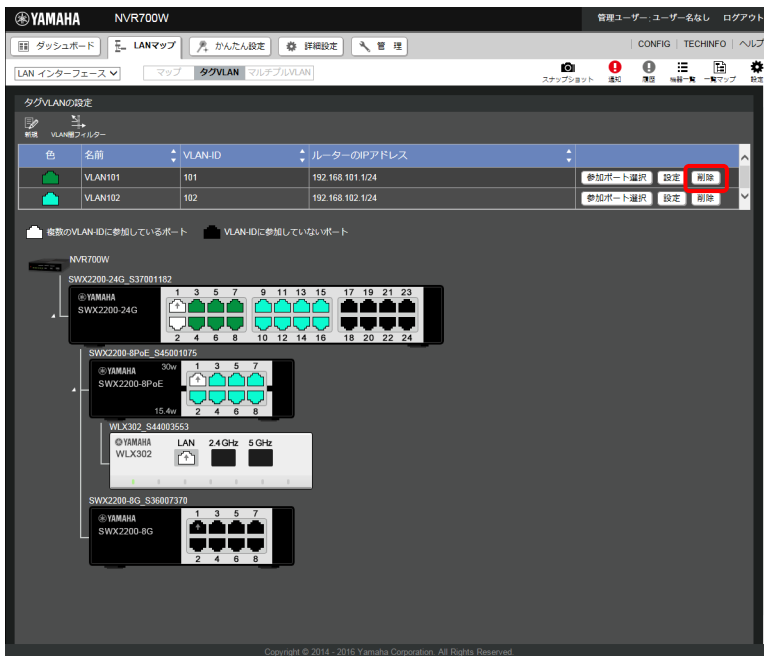 YAMAHA NVR700W 管理ユーザー:ユーザー名なし ログアウト
ダッシュボード LANマップ かんたん設定 詳細設定 管 理 CONFIG TECHINFO ヘルプ
LAN インターフェース マップ タグVLAN マルチプルVLAN スナップショット 通知 履歴 機器一覧 一覧マップ 設定
タグVLANの設定
新規 VLAN間フィルター
色 名前 VLAN-ID ルーターのIPアドレス
VLAN101 101 192.168.101.1/24 参加ポート選択 設定 削除
VLAN102 102 192.168.102.1/24 参加ポート選択 設定 削除
複数のVLAN-IDに参加しているポート VLAN-IDに参加していないポート
NVR700W
SWX2200-24G_S37001182
YAMAHA 1 3 5 7 9 11 13 15 17 19 21 23
SWX2200-24G
2 4 6 8 10 12 14 16 18 20 22 24
SWX2200-8PoE_S45001075
YAMAHA 30w 1 3 5 7
SWX2200-8PoE
15.4w 2 4 6 8
WLX302_S44003553
YAMAHA LAN 2.4 GHz 5 GHz
WLX302
SWX2200-8G_S36007370
YAMAHA 1 3 5 7
SWX2200-8G
2 4 6 8
Copyright © 2014 - 2016 Yamaha Corporation. All Rights Reserved.